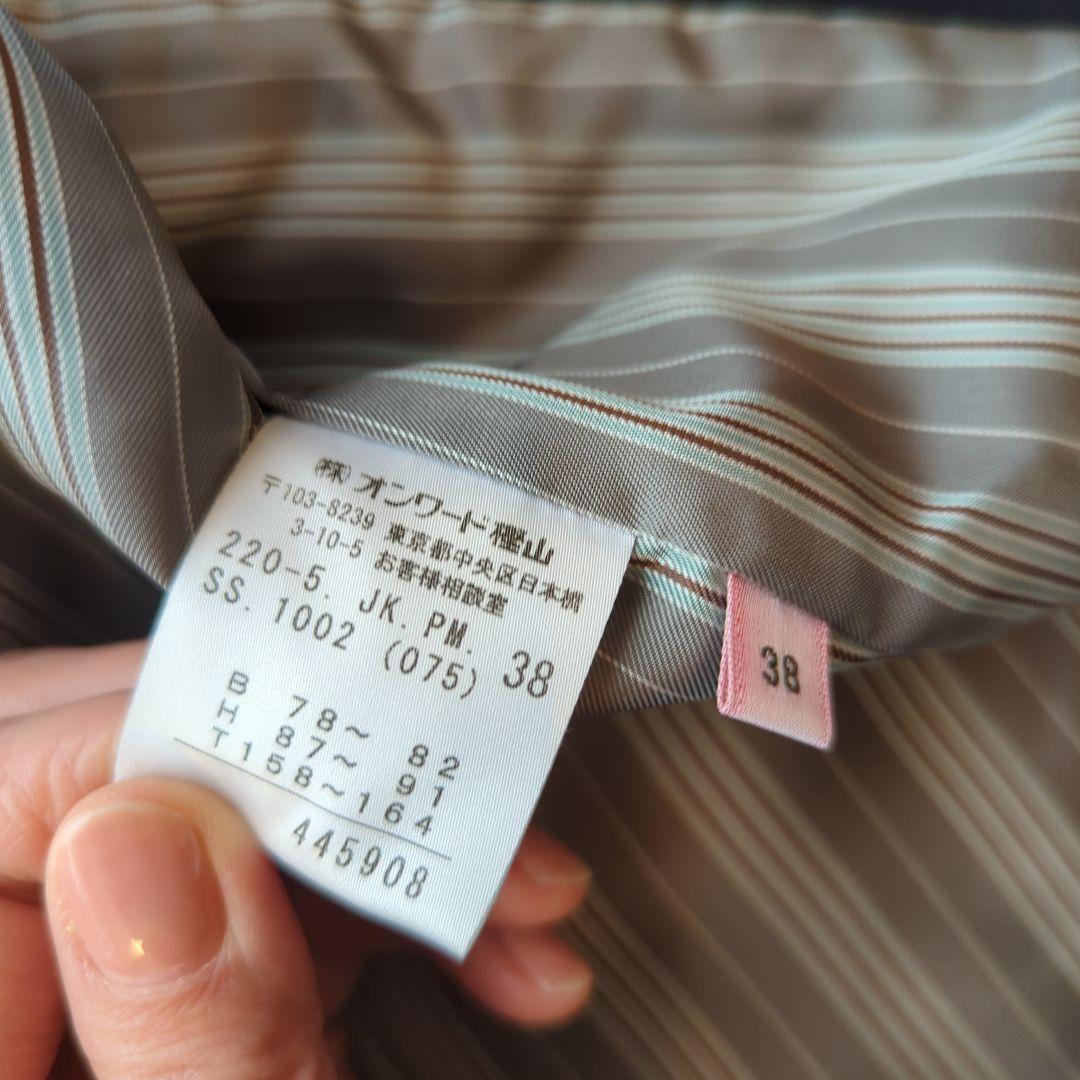 (株)オンワード樫山
〒103-8239 東京都中央区日本橋
3-10-5 お客様相談室
220-5. JK.PM.
SS. 1002 (075) 38
B 78～ 82
H 87～ 91
T158～164
445908
38